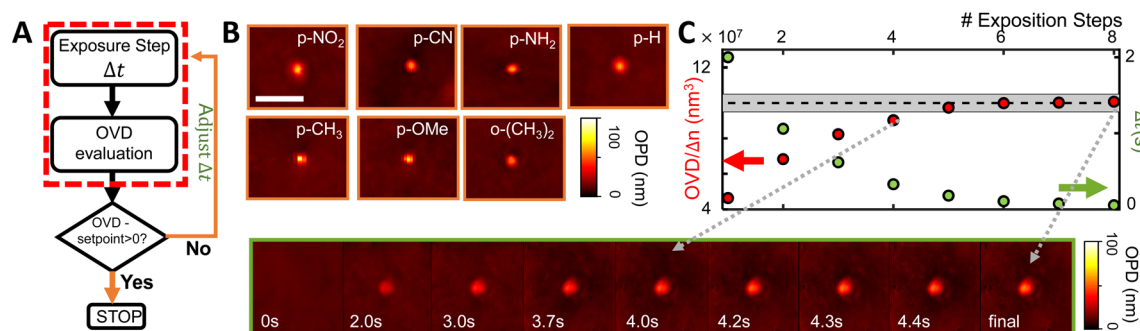 A
Exposure Step
Δt
OVD
evaluation
Adjust Δt
OVD -
setpoint>0?
No
Yes
STOP
B
p-NO₂
p-CN
p-NH₂
p-H
p-CH₃
p-OMe
o-(CH₃)₂
100
0
OPD (nm)
C
# Exposition Steps
× 10⁷
2
4
6
8
12
4
OVD/Δn (nm³)
2
0
Δt(s)
0s
2.0s
3.0s
3.7s
4.0s
4.2s
4.3s
4.4s
final
100
0
OPD (nm)